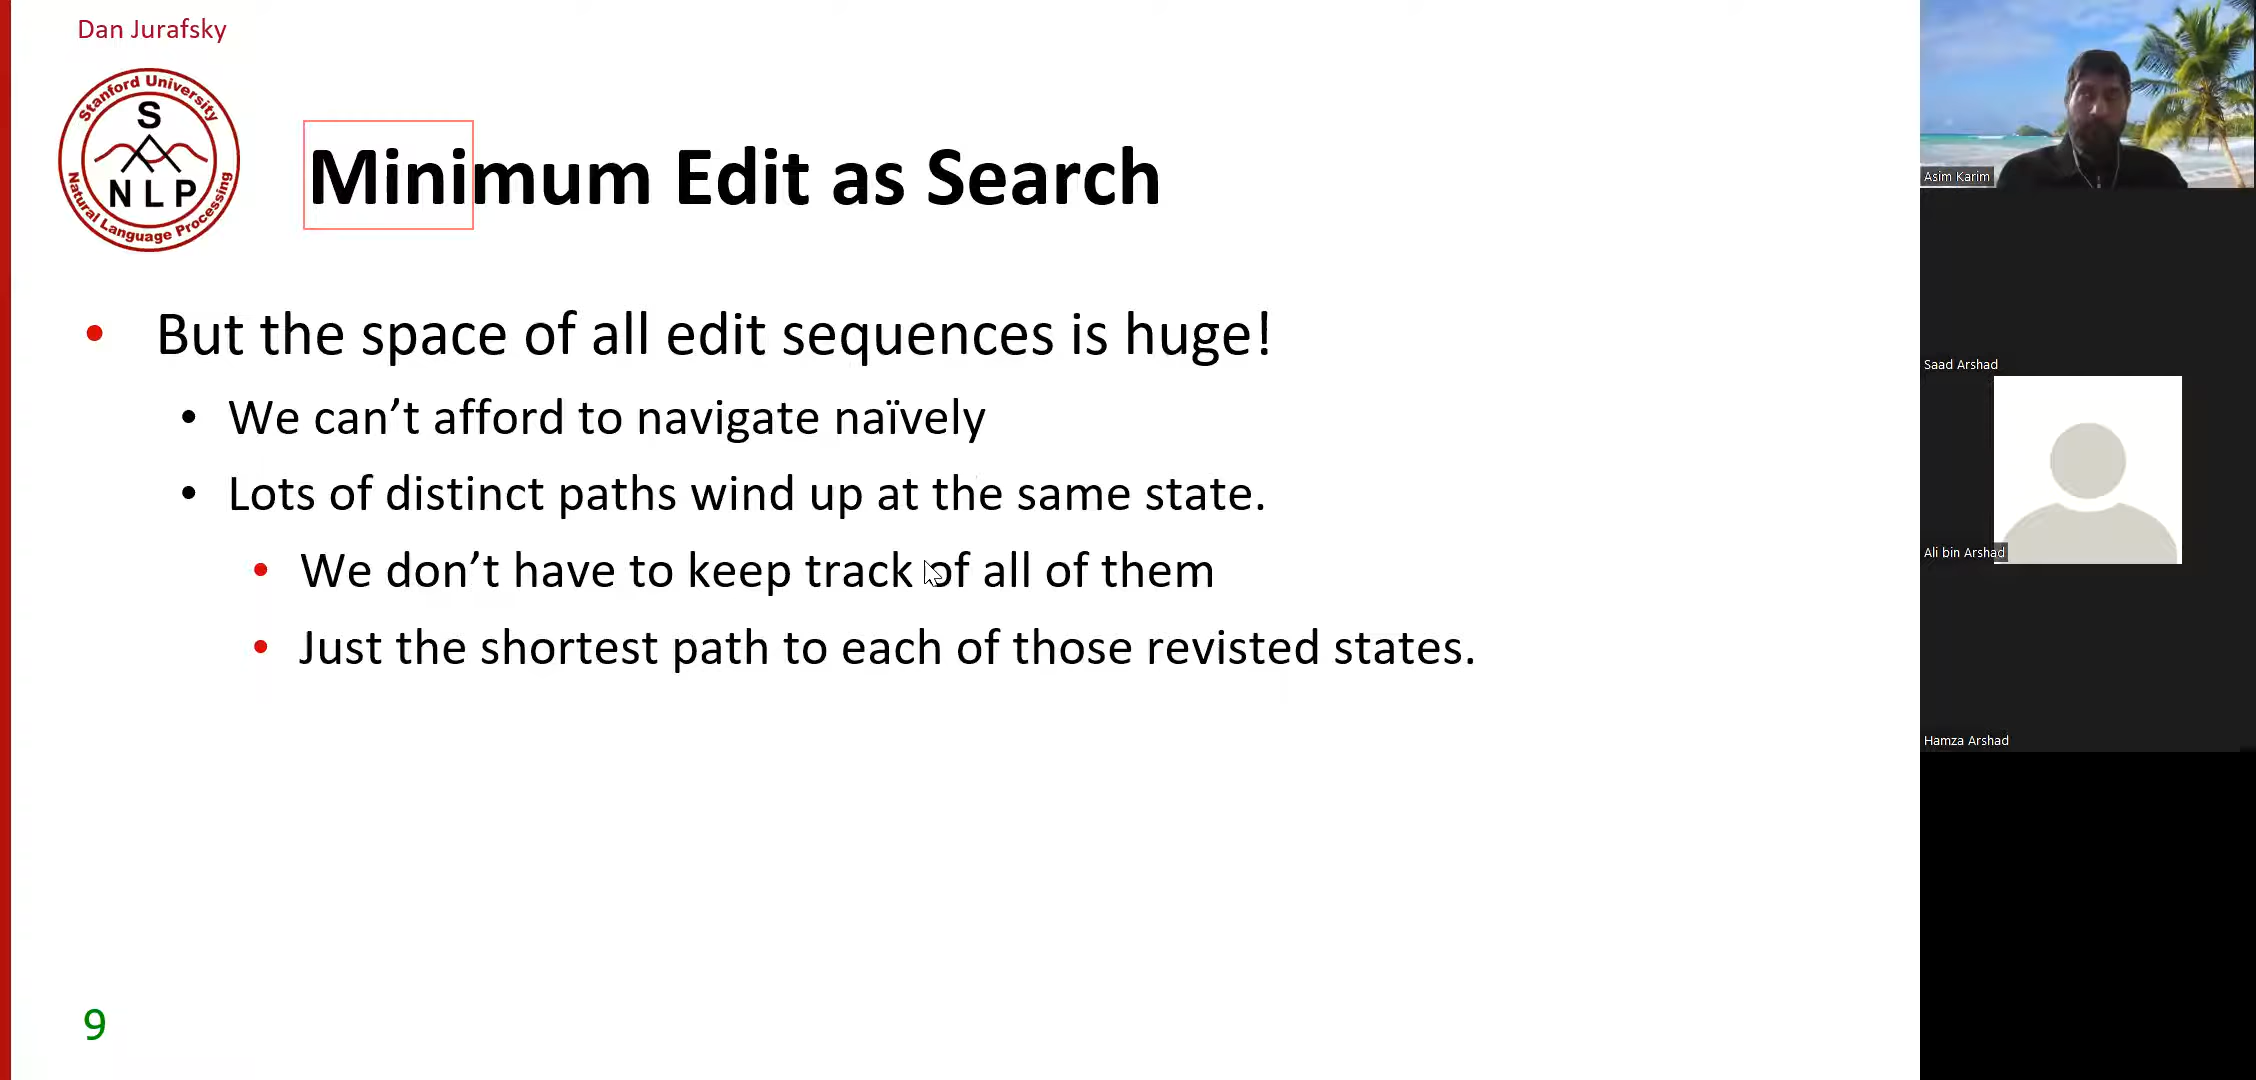 Dan Jurafsky
Stanford University
S
NLP
Natural Language Processing
Minimum Edit as Search
• But the space of all edit sequences is huge!
• We can’t afford to navigate naïvely
• Lots of distinct paths wind up at the same state.
• We don’t have to keep track of all of them
• Just the shortest path to each of those revisted states.
9
Asim Karim
Saad Arshad
Ali bin Arshad
Hamza Arshad